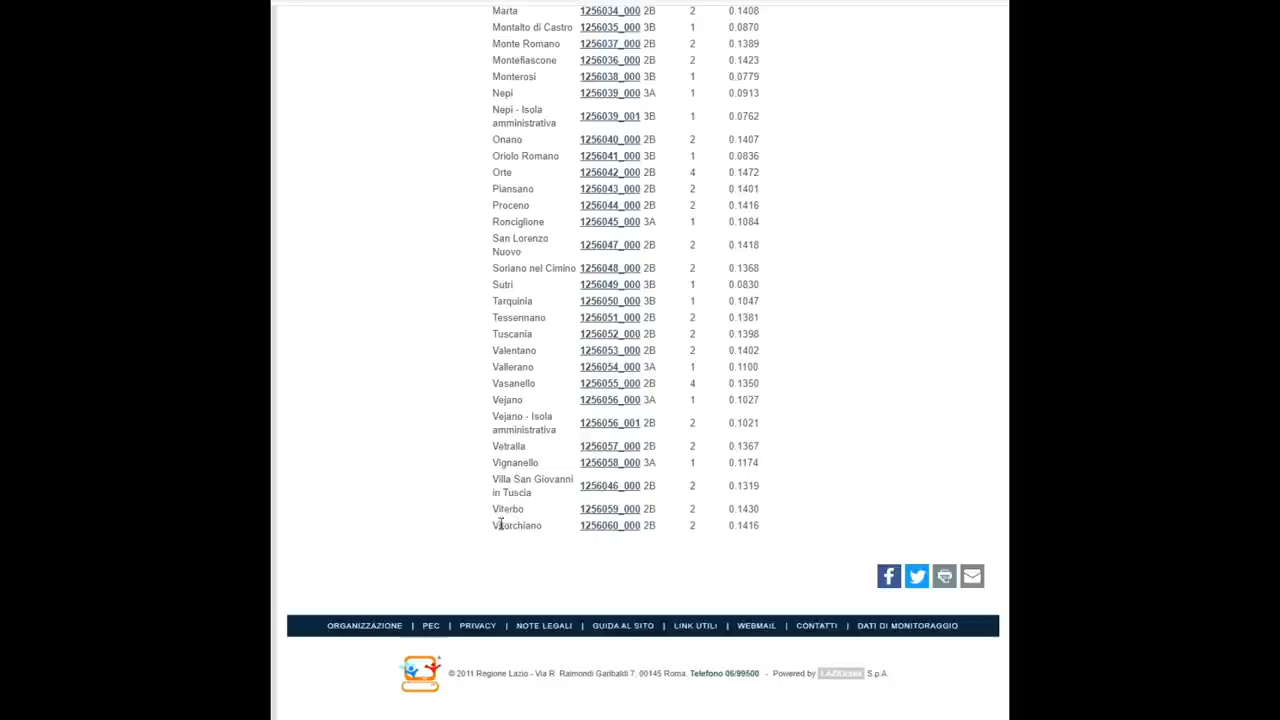 Marta 1256034_000 2B 2 0.1408
Montalto di Castro 1256035_000 3B 1 0.0870
Monte Romano 1256037_000 2B 2 0.1389
Montefiascone 1256036_000 2B 2 0.1423
Monterosi 1256038_000 3B 1 0.0779
Nepi 1256039_000 3A 1 0.0913
Nepi - Isola
amministrativa 1256039_001 3B 1 0.0762
Onano 1256040_000 2B 2 0.1407
Oriolo Romano 1256041_000 3B 1 0.0836
Orte 1256042_000 2B 4 0.1472
Piansano 1256043_000 2B 2 0.1401
Proceno 1256044_000 2B 2 0.1416
Ronciglione 1256045_000 3A 1 0.1084
San Lorenzo
Nuovo 1256047_000 2B 2 0.1418
Soriano nel Cimino 1256048_000 2B 2 0.1368
Sutri 1256049_000 3B 1 0.0830
Tarquinia 1256050_000 3B 1 0.1047
Tessennano 1256051_000 2B 2 0.1381
Tuscania 1256052_000 2B 2 0.1398
Valentano 1256053_000 2B 2 0.1402
Vallerano 1256054_000 3A 1 0.1100
Vasanello 1256055_000 2B 4 0.1350
Vejano 1256056_000 3A 1 0.1027
Vejano - Isola
amministrativa 1256056_001 2B 2 0.1021
Vetralla 1256057_000 2B 2 0.1367
Vignanello 1256058_000 3A 1 0.1174
Villa San Giovanni
in Tuscia 1256046_000 2B 2 0.1319
Viterbo 1256059_000 2B 2 0.1430
Vitorchiano 1256060_000 2B 2 0.1416
ORGANIZZAZIONE | PEC | PRIVACY | NOTE LEGALI | GUIDA AL SITO | LINK UTILI | WEBMAIL | CONTATTI | DATI DI MONITORAGGIO
© 2011 Regione Lazio - Via R. Raimondi Garibaldi 7, 00145 Roma. Telefono 06/99500 - Powered by LAZIOcrea S.p.A